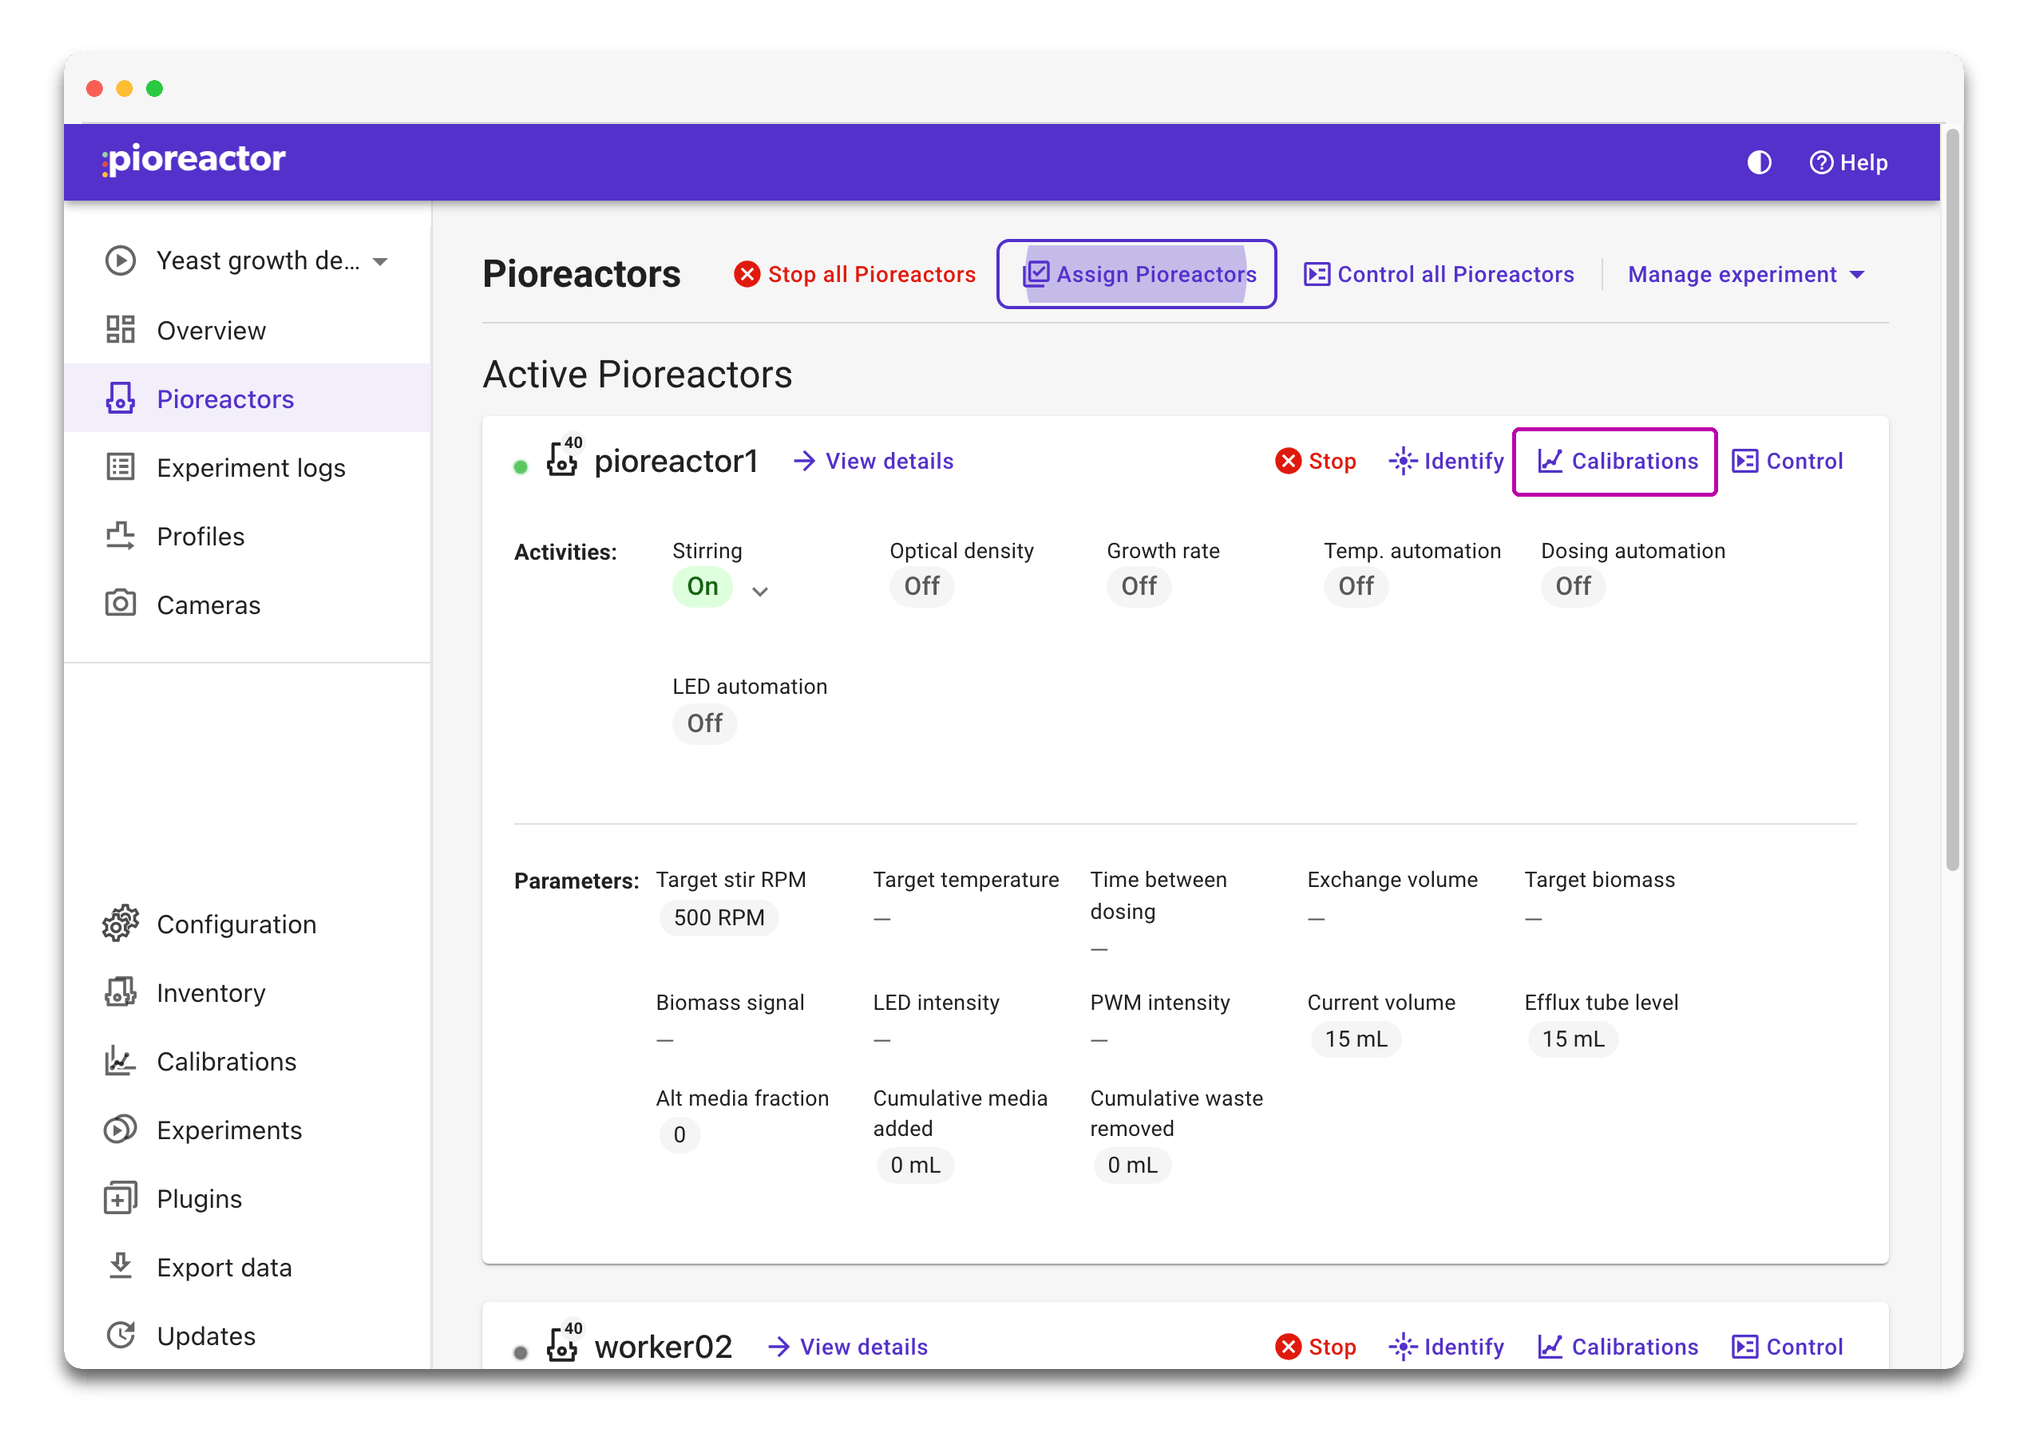 pioreactor
Help
Yeast growth de...
Overview
Pioreactors
Experiment logs
Profiles
Cameras
Configuration
Inventory
Calibrations
Experiments
Plugins
Export data
Updates
Pioreactors
Stop all Pioreactors
Assign Pioreactors
Control all Pioreactors
Manage experiment
Active Pioreactors
40
pioreactor1
View details
Stop
Identify
Calibrations
Control
Activities:
Stirring
On
Optical density
Off
Growth rate
Off
Temp. automation
Off
Dosing automation
Off
LED automation
Off
Parameters:
Target stir RPM
500 RPM
Target temperature
—
Time between
dosing
—
Exchange volume
—
Target biomass
—
Biomass signal
—
LED intensity
—
PWM intensity
—
Current volume
15 mL
Efflux tube level
15 mL
Alt media fraction
0
Cumulative media
added
0 mL
Cumulative waste
removed
0 mL
40
worker02
View details
Stop
Identify
Calibrations
Control